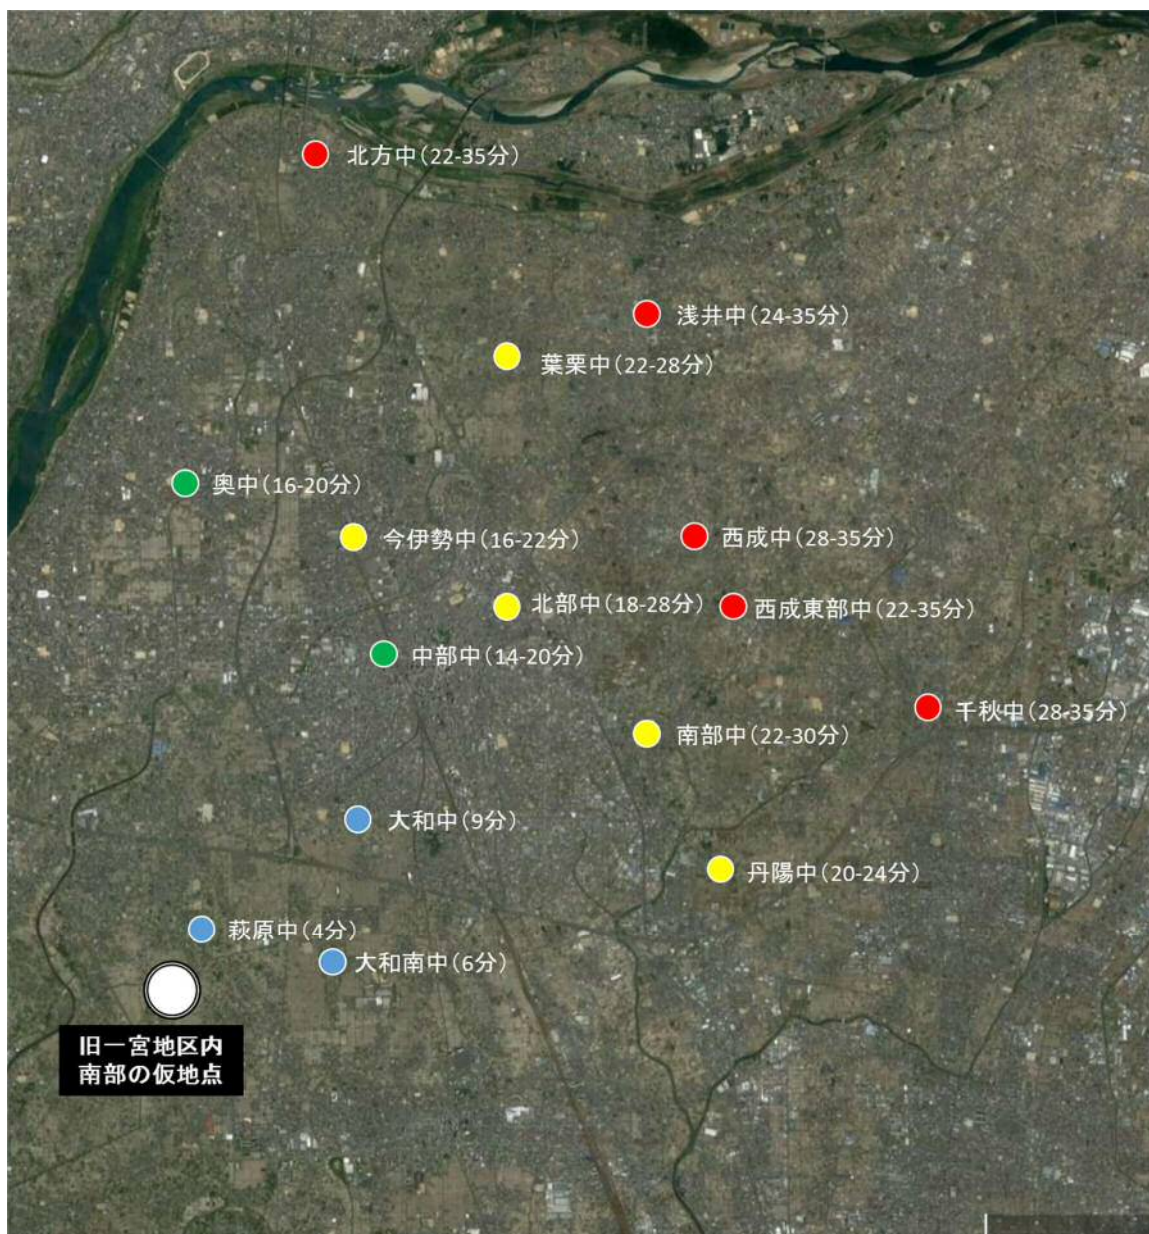 北方中(22-35分)
浅井中(24-35分)
葉栗中(22-28分)
奥中(16-20分)
今伊勢中(16-22分)
西成中(28-35分)
北部中(18-28分)
西成東部中(22-35分)
中部中(14-20分)
千秋中(28-35分)
南部中(22-30分)
大和中(9分)
丹陽中(20-24分)
萩原中(4分)
大和南中(6分)
旧一宮地区内
南部の仮地点